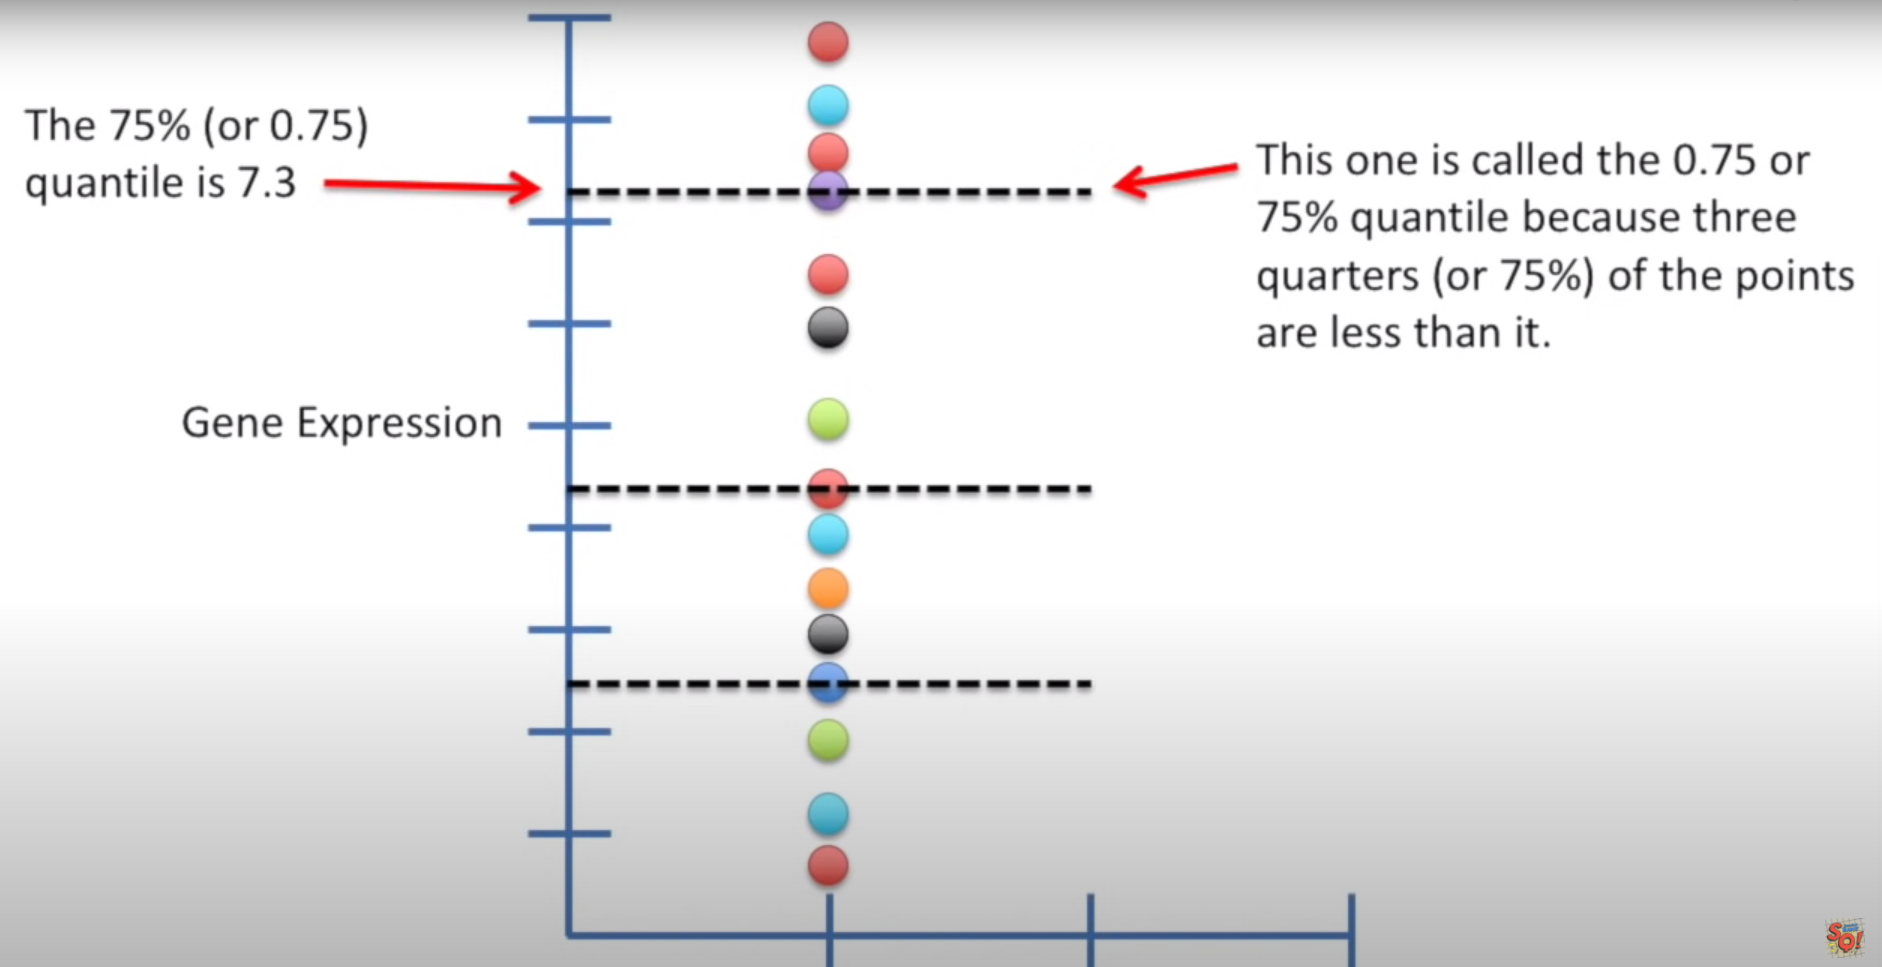 The 75% (or 0.75)
quantile is 7.3
This one is called the 0.75 or
75% quantile because three
quarters (or 75%) of the points
are less than it.
Gene Expression
SQ!